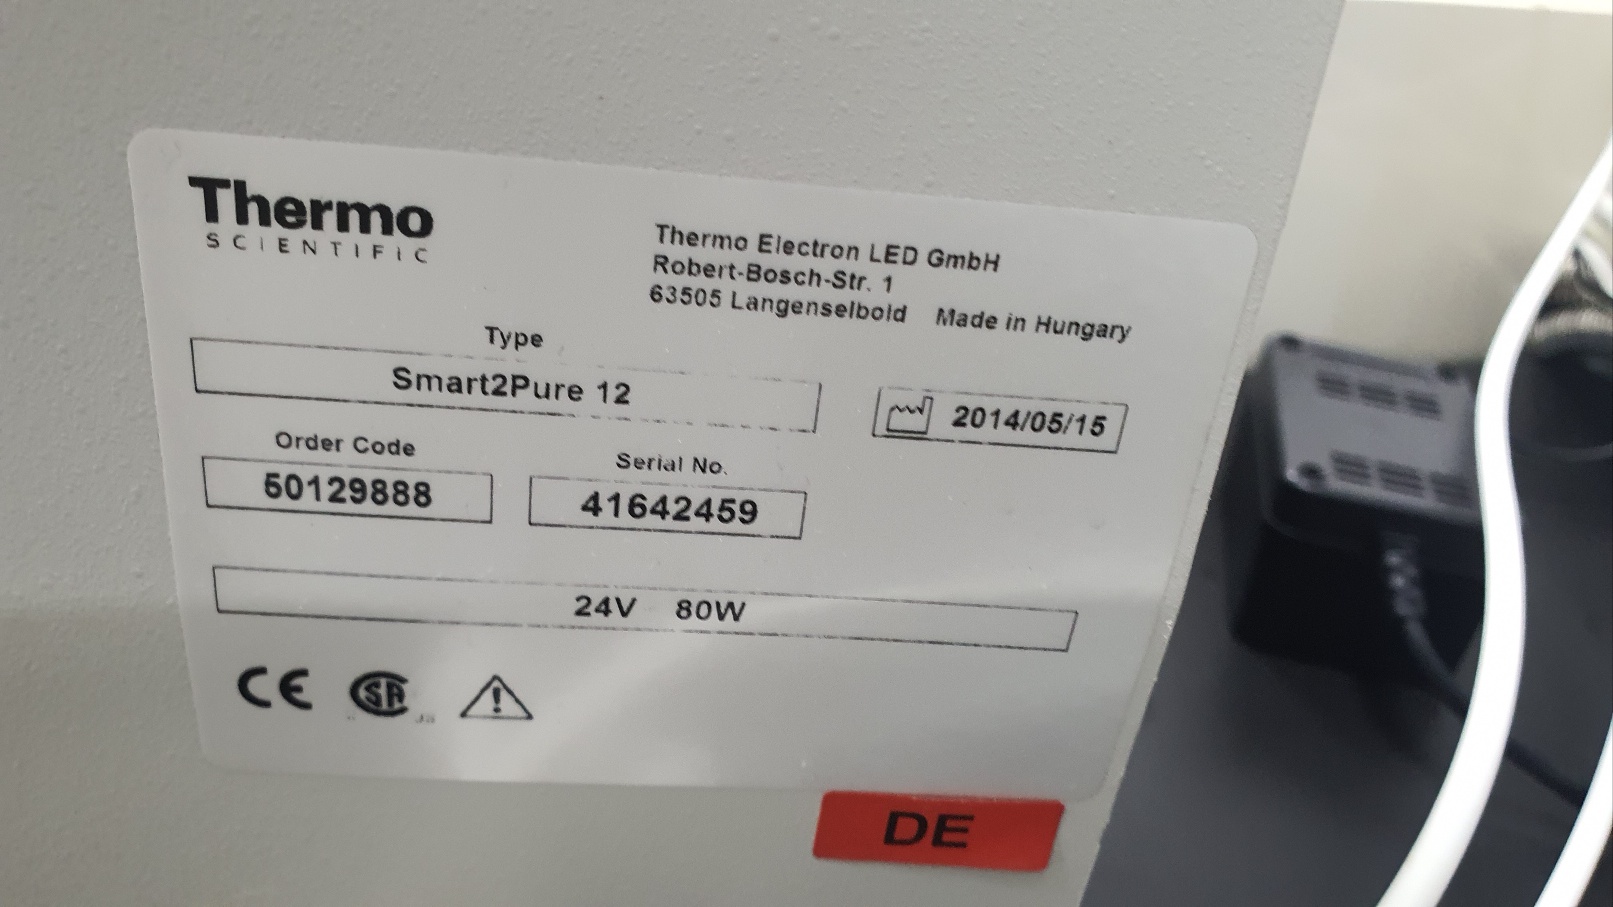 Thermo
SCIENTIFIC
Thermo Electron LED GmbH
Robert-Bosch-Str. 1
63505 Langenselbold Made in Hungary
Type
Smart2Pure 12
2014/05/15
Order Code
50129888
Serial No.
41642459
24V 80W
CE SA
DE